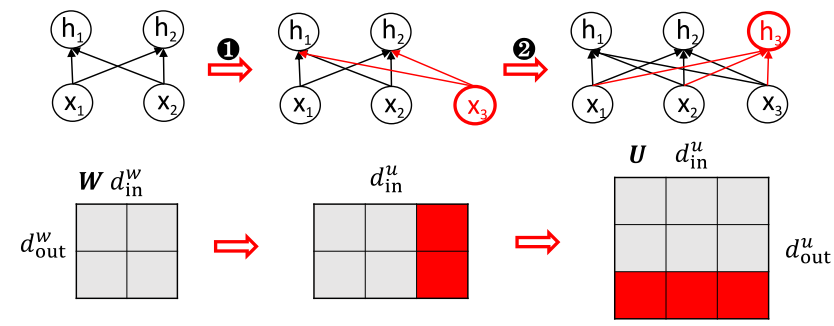 h₁ h₂ ❶ h₁ h₂ ❷ h₁ h₂ h₃
x₁ x₂ x₁ x₂ x₃ x₁ x₂ x₃
W d_in^w d_in^u U d_in^u
d_out^w d_out^u